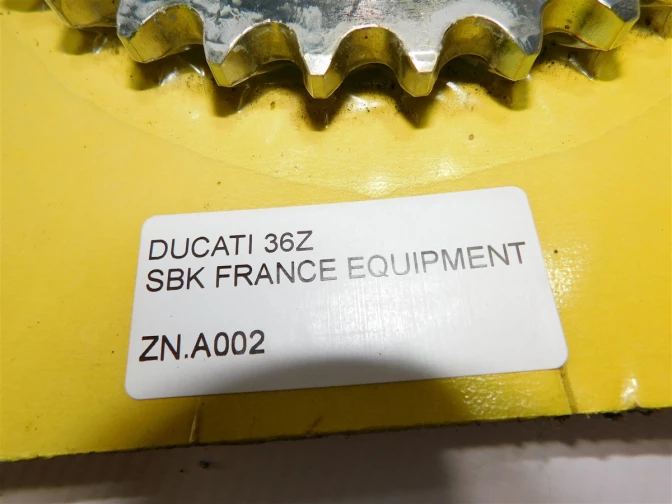 DUCATI 36Z
SBK FRANCE EQUIPMENT
ZN.A002